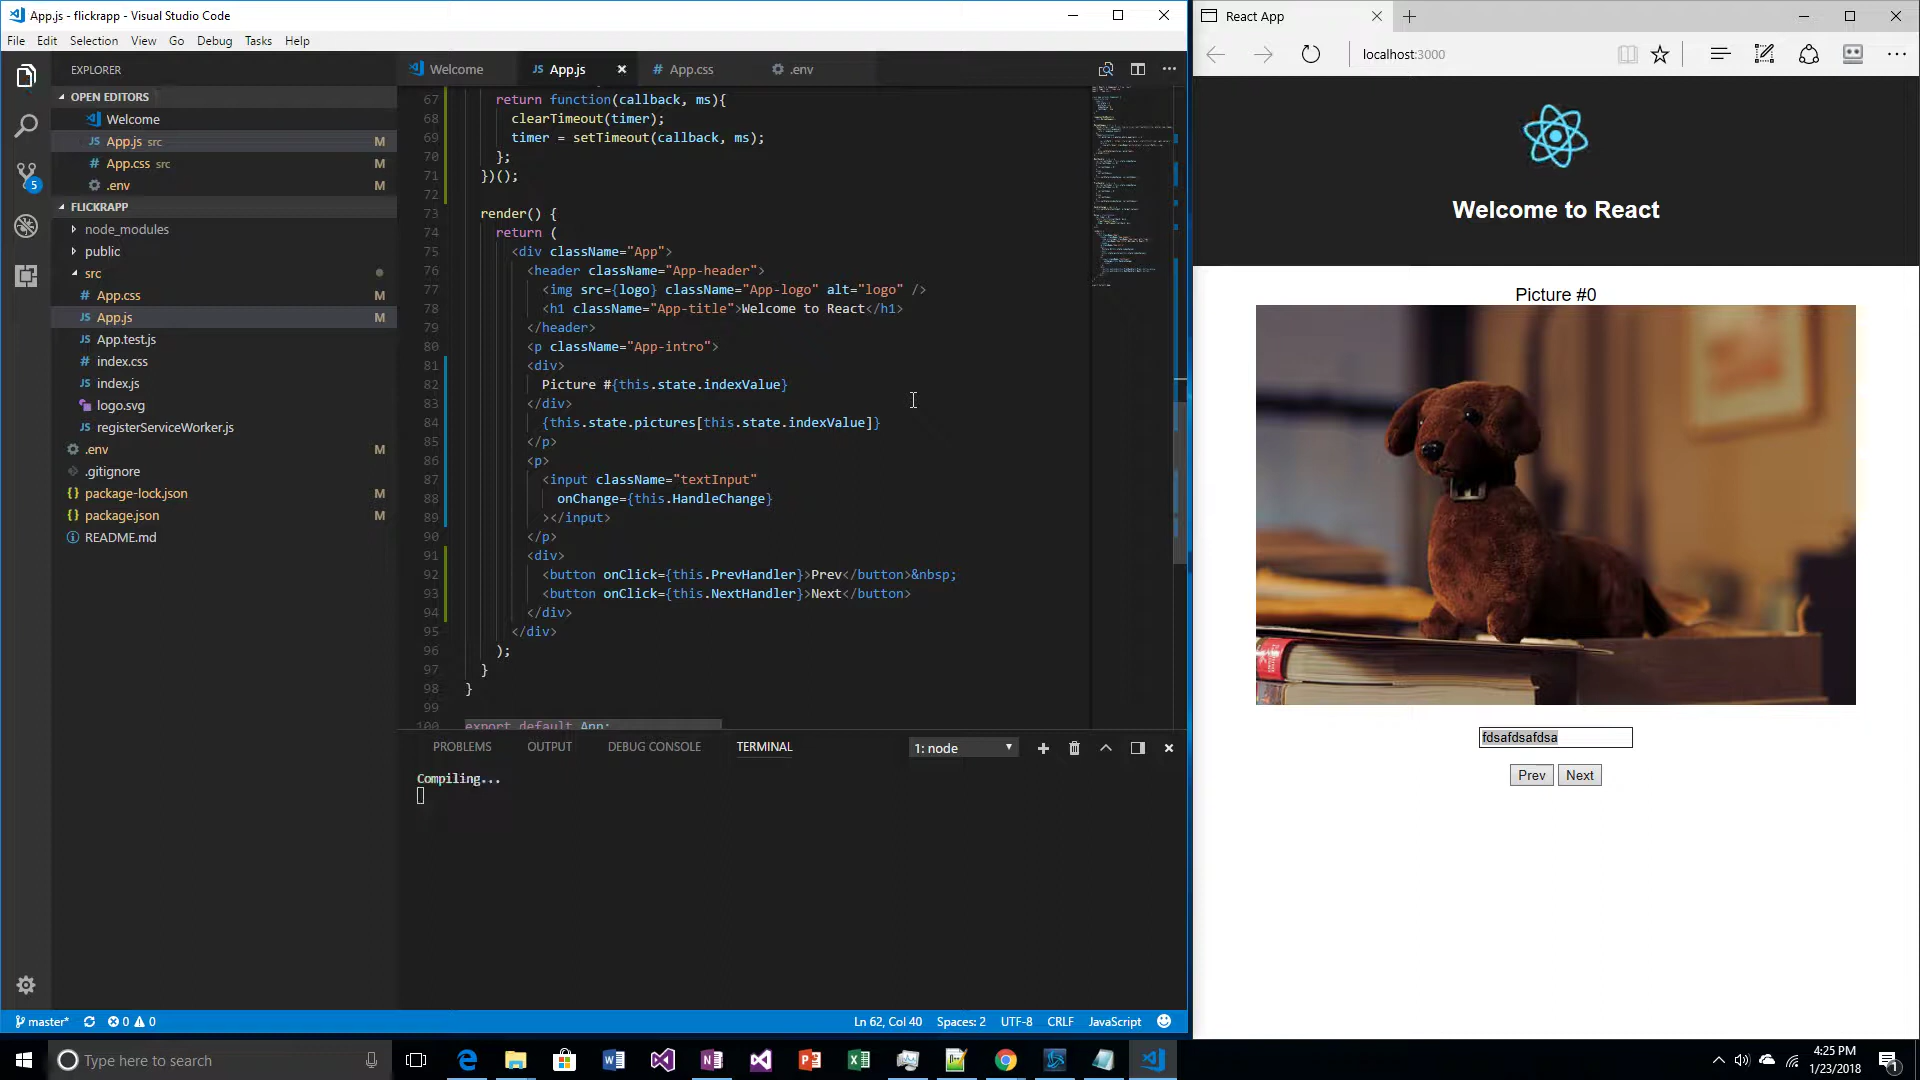 App.js - flickrapp - Visual Studio Code
File Edit Selection View Go Debug Tasks Help
EXPLORER
OPEN EDITORS
Welcome
App.js src M
App.css src M
.env M
FLICKRAPP
node_modules
public
src
App.css M
App.js M
App.test.js
index.css
index.js
logo.svg
registerServiceWorker.js
.env M
.gitignore
package-lock.json M
package.json M
README.md
5
Welcome App.js App.css .env
67 return function(callback, ms){
68 clearTimeout(timer);
69 timer = setTimeout(callback, ms);
70 };
71 })();
72
73 render() {
74 return (
75 <div className="App">
76 <header className="App-header">
77 <img src={logo} className="App-logo" alt="logo" />
78 <h1 className="App-title">Welcome to React</h1>
79 </header>
80 <p className="App-intro">
81 <div>
82 Picture #{this.state.indexValue}
83 </div>
84 {this.state.pictures[this.state.indexValue]}
85 </p>
86 <p>
87 <input className="textInput"
88 onChange={this.HandleChange}
89 ></input>
90 </p>
91 <div>
92 <button onClick={this.PrevHandler}>Prev</button>&nbsp;
93 <button onClick={this.NextHandler}>Next</button>
94 </div>
95 </div>
96 );
97 }
98 }
99
100 export default App;
PROBLEMS OUTPUT DEBUG CONSOLE TERMINAL 1: node
Compiling...
master* 0 0 Ln 62, Col 40 Spaces: 2 UTF-8 CRLF JavaScript
React App
localhost:3000
Welcome to React
Picture #0
fdsafdsafdsa
Prev Next
Type here to search
4:25 PM
1/23/2018
1